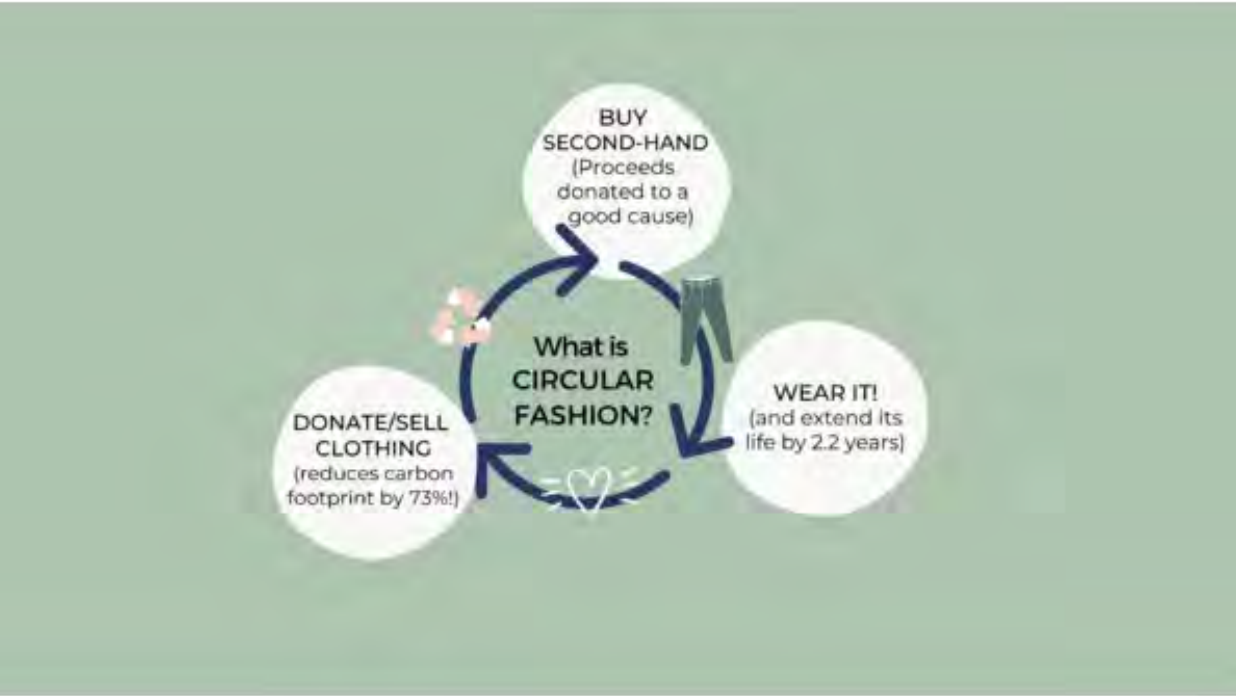 BUY
SECOND-HAND
(Proceeds
donated to a
good cause)
What is
CIRCULAR
FASHION?
WEAR IT!
(and extend its
life by 2.2 years)
DONATE/SELL
CLOTHING
(reduces carbon
footprint by 73%!)